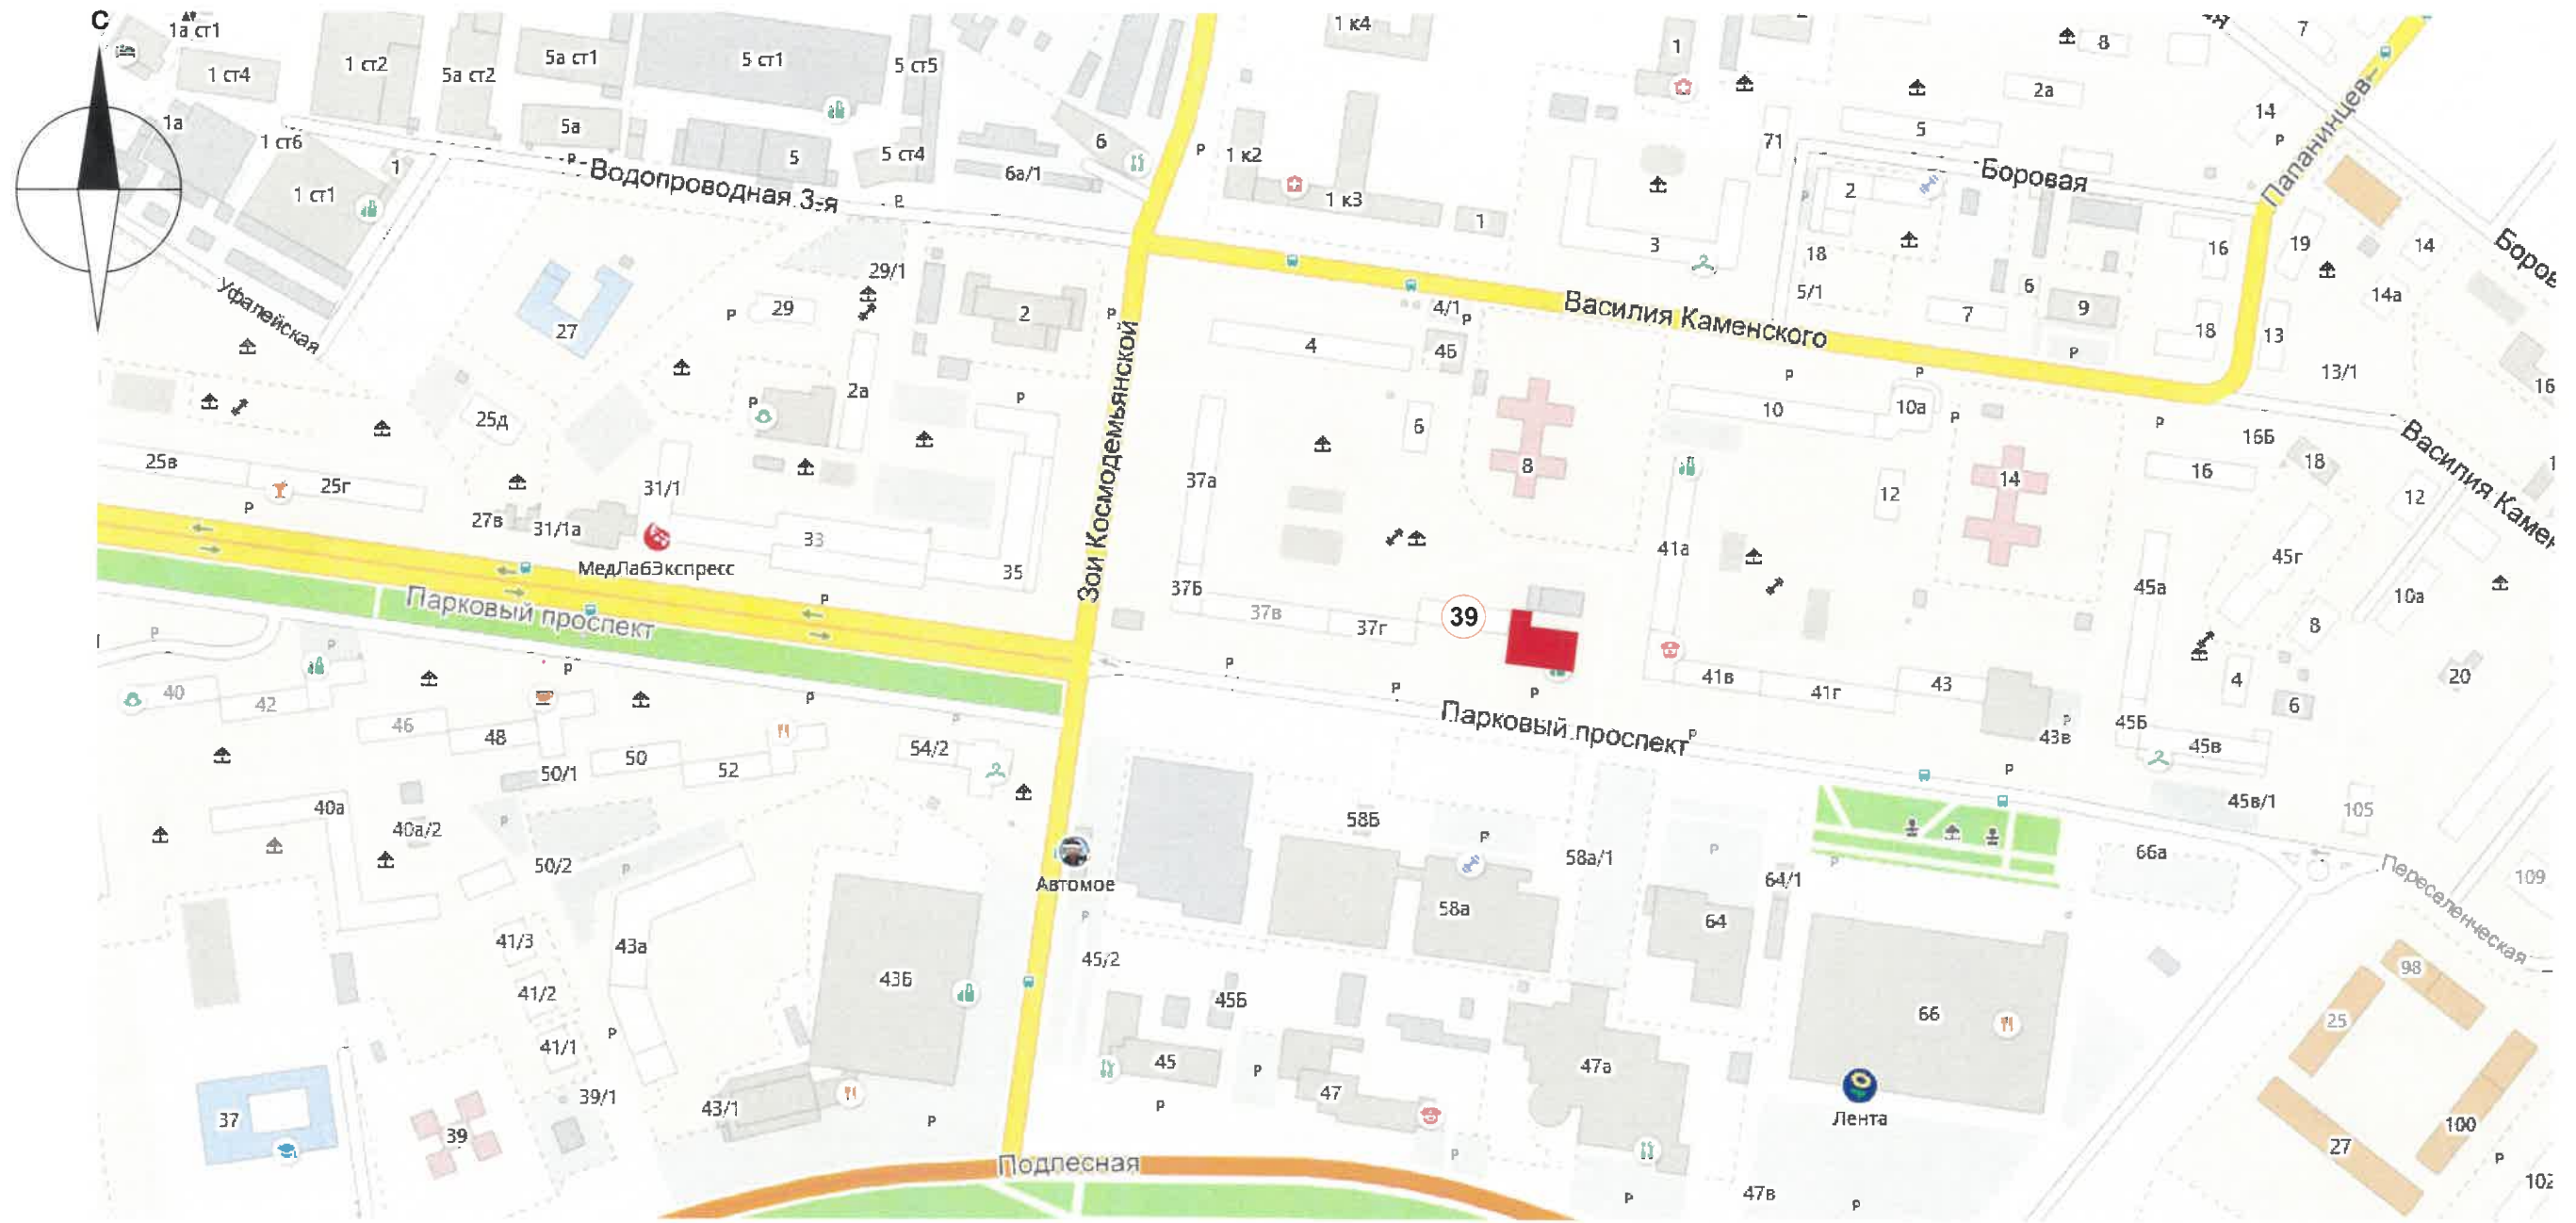 С
1а ст1
1 ст4
1 ст2
5а ст2
5а ст1
5 ст1
5 ст5
1 к4
1
8
7
2а
14
Папанинцев
1а
1 ст6
5а
5
5 ст4
6
6а/1
P
1 к2
71
5
P
1
1 ст1
P
Водопроводная 3-я
P
1 к3
1
3
2
Боровая
18
16
19
14
Уфалейская
27
29/1
29
P
2
P
4/1
P
Василия Каменского
5/1
7
6
9
P
18
13
14а
13/1
16
Зои Космодемьянской
4
4Б
P
P
25д
P
2а
P
6
10
10а
P
P
16Б
Василия Камен
25в
25г
P
31/1
37а
8
12
14
16
18
12
27в
31/1а
33
35
МедЛабЭкспресс
41а
45а
45г
Парковый проспект
P
37Б
37в
37г
39
10а
8
P
P
P
P
P
P
P
41в
41г
43
4
6
20
40
42
46
48
50
52
50/1
54/2
P
P
Парковый проспект
P
P
43в
45Б
45в
P
40а
40а/2
50/2
P
P
58Б
P
58а/1
P
64/1
P
66а
45в/1
105
Автомое
P
58а
64
Переселенческая
109
41/3
43а
43Б
45/2
45Б
66
98
25
41/2
41/1
P
45
P
47
47а
37
39
39/1
43/1
P
P
P
Лента
100
27
P
Подлесная
P
47в
P